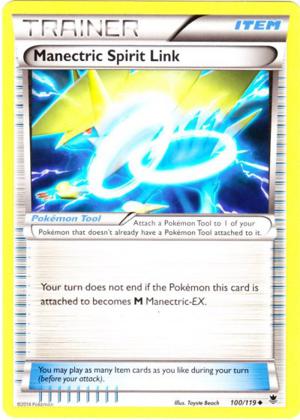 TRAINER ITEM
Manectric Spirit Link
Pokémon Tool
Attach a Pokémon Tool to 1 of your
Pokémon that doesn't already have a Pokémon Tool attached to it.
Your turn does not end if the Pokémon this card is
attached to becomes M Manectric-EX.
You may play as many Item cards as you like during your turn
(before your attack).
©2014 Pokémon
Illus. Toyste Beach
100/119